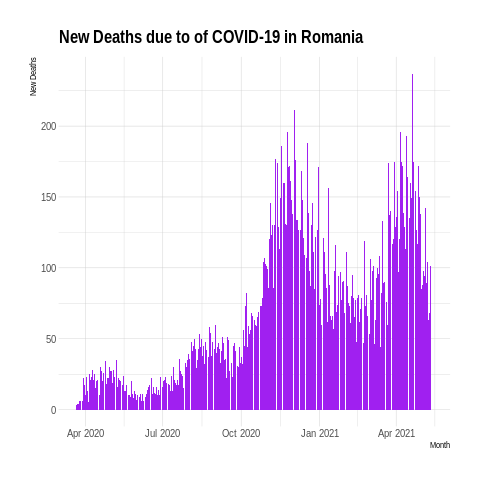 New Deaths due to of COVID-19 in Romania
New Deaths
200
150
100
50
0
Apr 2020 Jul 2020 Oct 2020 Jan 2021 Apr 2021
Month